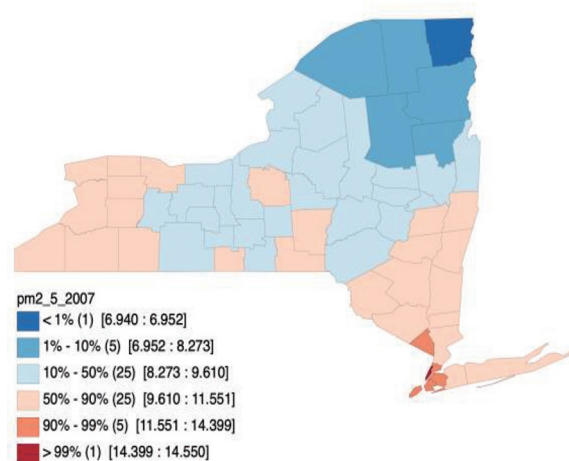 pm2_5_2007
< 1% (1) [6.940 : 6.952]
1% - 10% (5) [6.952 : 8.273]
10% - 50% (25) [8.273 : 9.610]
50% - 90% (25) [9.610 : 11.551]
90% - 99% (5) [11.551 : 14.399]
> 99% (1) [14.399 : 14.550]